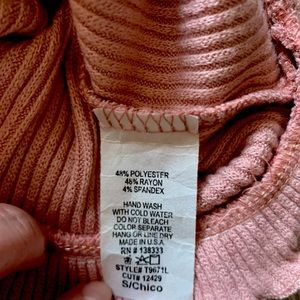 48% POLYESTER
48% RAYON
4% SPANDEX
HAND WASH
WITH COLD WATER
DO NOT BLEACH
COLOR SEPARATE
HANG OR LINE DRY
MADE IN U.S.A.
RN # 138333
STYLE# T9671L
CUT# 12429
S/Chico